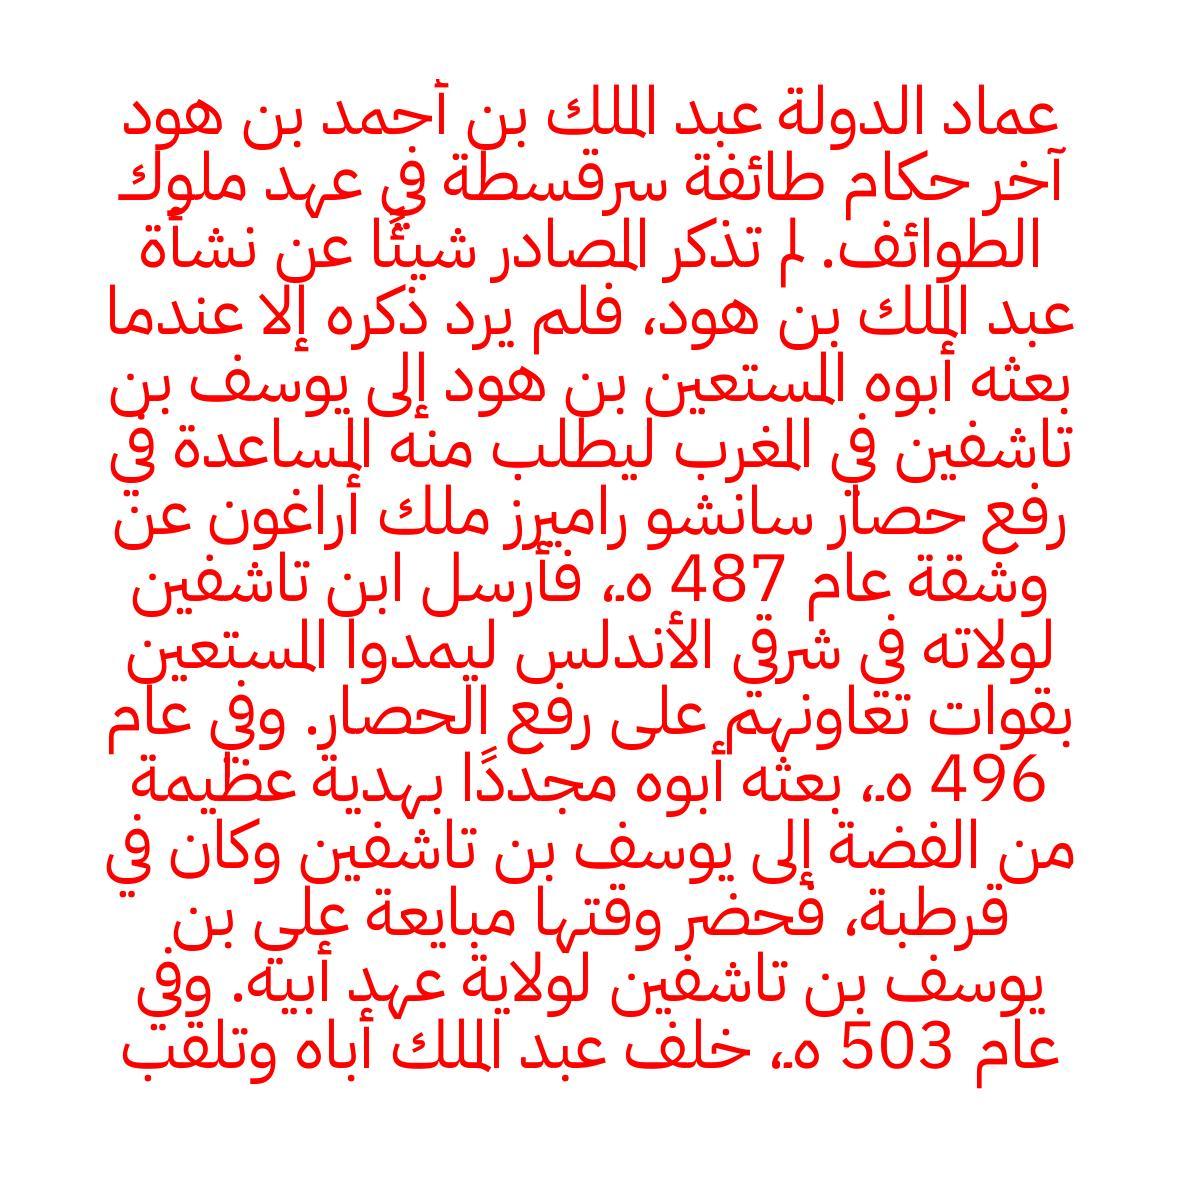 عماد الدولة عبد الملك بن أحمد بن هود
آخر حكام طائفة سرقسطة في عهد ملوك
الطوائف. لم تذكر المصادر شيئًا عن نشأة
عبد الملك بن هود، فلم يرد ذكره إلا عندما
بعثه أبوه المستعين بن هود إلى يوسف بن
تاشفين في المغرب ليطلب منه المساعدة في
رفع حصار سانشو راميرز ملك أراغون عن
وشقة عام 487 هـ، فأرسل ابن تاشفين
لولاته في شرقي الأندلس ليمدوا المستعين
بقوات تعاونهم على رفع الحصار. وفي عام
496 هـ، بعثه أبوه مجددًا بهدية عظيمة
من الفضة إلى يوسف بن تاشفين وكان في
قرطبة، فحضر وقتها مبايعة علي بن
يوسف بن تاشفين لولاية عهد أبيه. وفي
عام 503 هـ، خلف عبد الملك أباه وتلقب